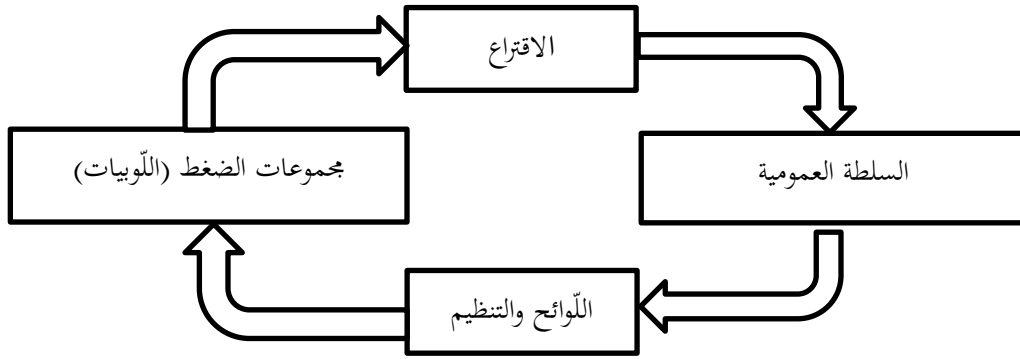 الاقتراع
السلطة العمومية
مجموعات الضغط (اللّوبيات)
اللّوائح والتنظيم